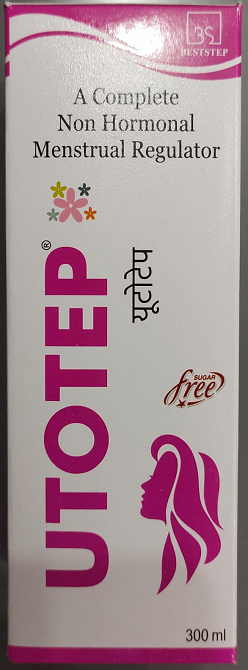 BS
BESTSTEP
A Complete
Non Hormonal
Menstrual Regulator
UTOTEP®
यूटोटेप
SUGAR
free
300 ml